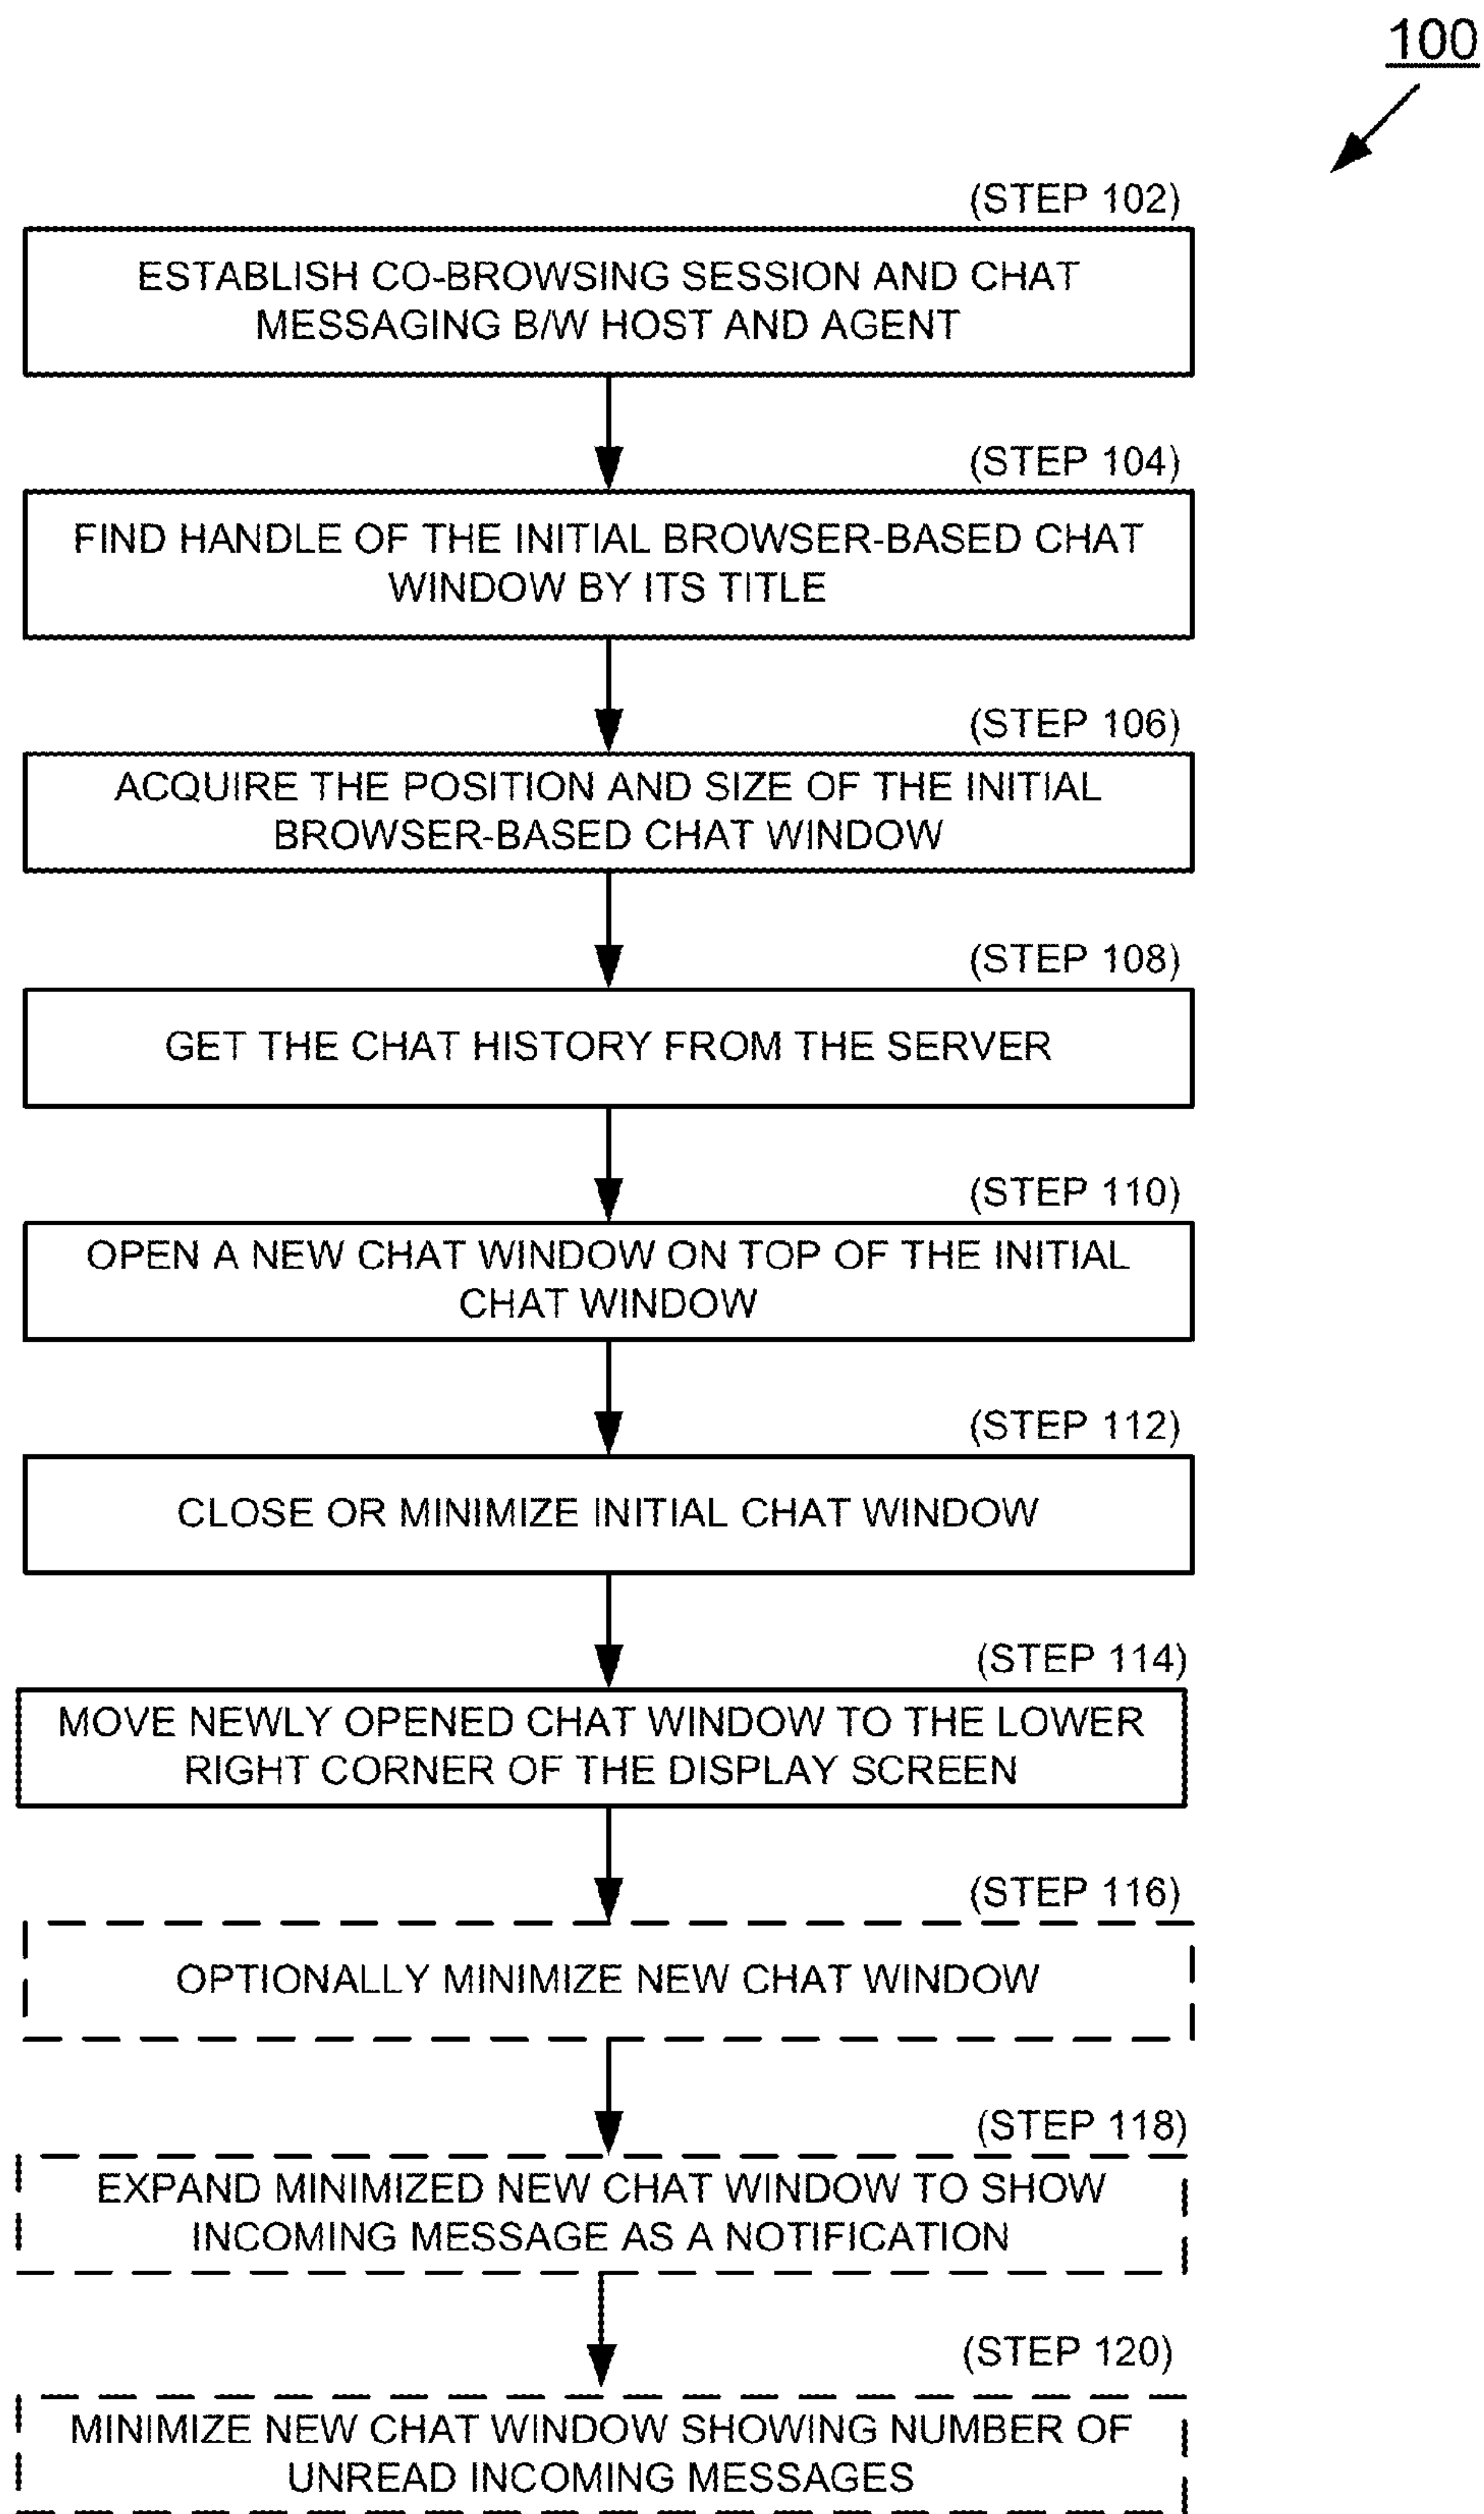 100
(STEP 102)
ESTABLISH CO-BROWSING SESSION AND CHAT
MESSAGING B/W HOST AND AGENT
(STEP 104)
FIND HANDLE OF THE INITIAL BROWSER-BASED CHAT
WINDOW BY ITS TITLE
(STEP 106)
ACQUIRE THE POSITION AND SIZE OF THE INITIAL
BROWSER-BASED CHAT WINDOW
(STEP 108)
GET THE CHAT HISTORY FROM THE SERVER
(STEP 110)
OPEN A NEW CHAT WINDOW ON TOP OF THE INITIAL
CHAT WINDOW
(STEP 112)
CLOSE OR MINIMIZE INITIAL CHAT WINDOW
(STEP 114)
MOVE NEWLY OPENED CHAT WINDOW TO THE LOWER
RIGHT CORNER OF THE DISPLAY SCREEN
(STEP 116)
OPTIONALLY MINIMIZE NEW CHAT WINDOW
(STEP 118)
EXPAND MINIMIZED NEW CHAT WINDOW TO SHOW
INCOMING MESSAGE AS A NOTIFICATION
(STEP 120)
MINIMIZE NEW CHAT WINDOW SHOWING NUMBER OF
UNREAD INCOMING MESSAGES